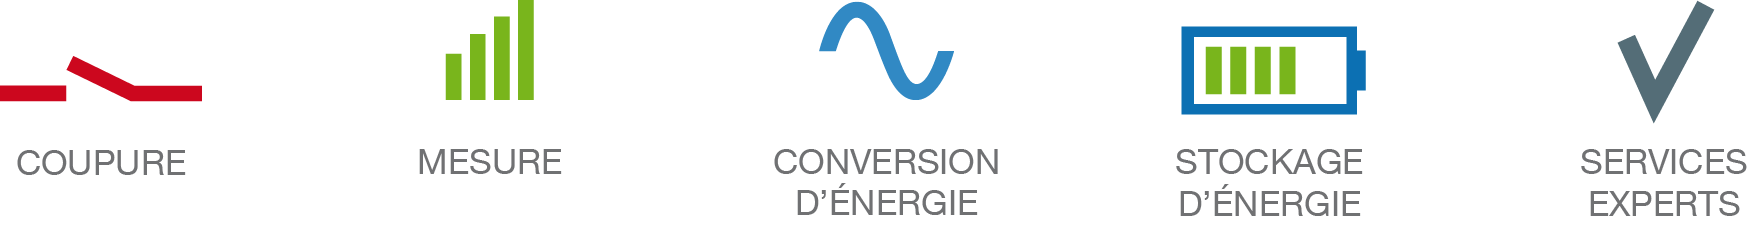 COUPURE
MESURE
CONVERSION
D’ÉNERGIE
STOCKAGE
D’ÉNERGIE
SERVICES
EXPERTS